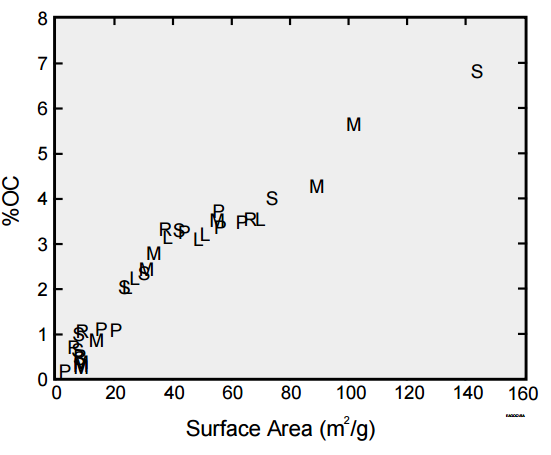 8
7
6
5
4
3
2
1
0
%OC
S
M
M
S
P
M P P R L
R L S P L L
M
M S
S L L
S R P P
P M
S
M
P
0 20 40 60 80 100 120 140 160
Surface Area (m²/g)